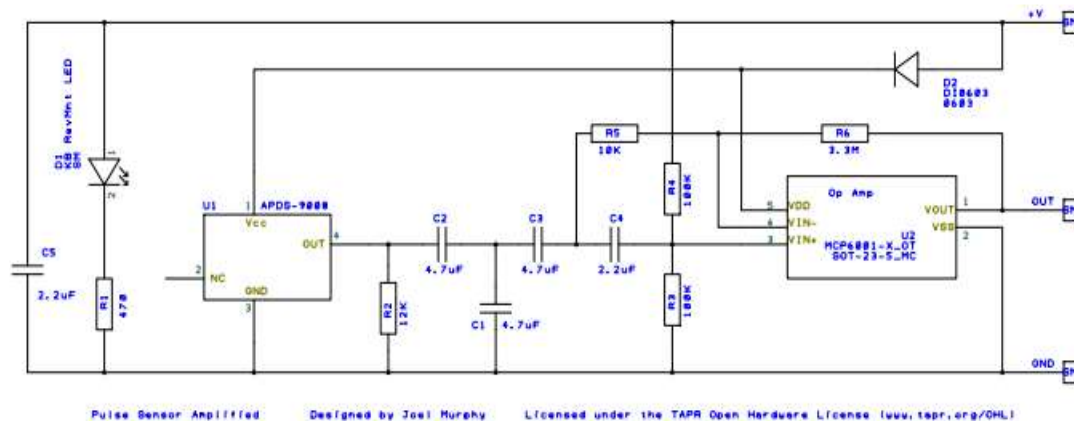 +V
D2
DI0603
0603
D1
KB RevMnt LED
SM
1
2
R5
10K
R6
3.3M
R4
100K
Op Amp
5
VDD
VOUT
1
OUT
4
VIN-
VSS
2
3
VIN+
U2
MCP6001-X_OT
SOT-23-5_MC
U1
APDS-9008
1
Vcc
OUT
4
2
NC
GND
3
C5
2.2uF
R1
470
R2
12K
C2
4.7uF
C3
4.7uF
C4
2.2uF
C1
4.7uF
R3
100K
GND
Pulse Sensor Amplified
Designed by Joel Murphy
Licensed under the TAPR Open Hardware License (www.tapr.org/OHL)